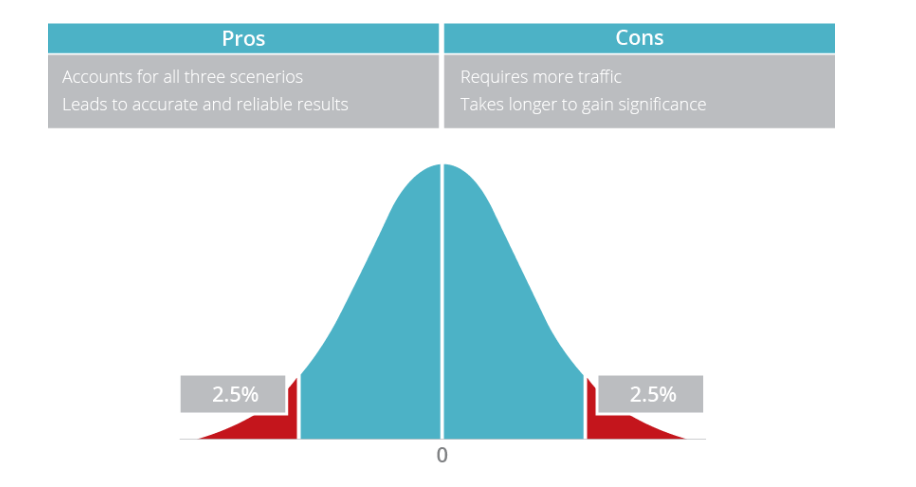 Pros
Cons
Accounts for all three scenerios
Leads to accurate and reliable results
Requires more traffic
Takes longer to gain significance
2.5%
2.5%
0